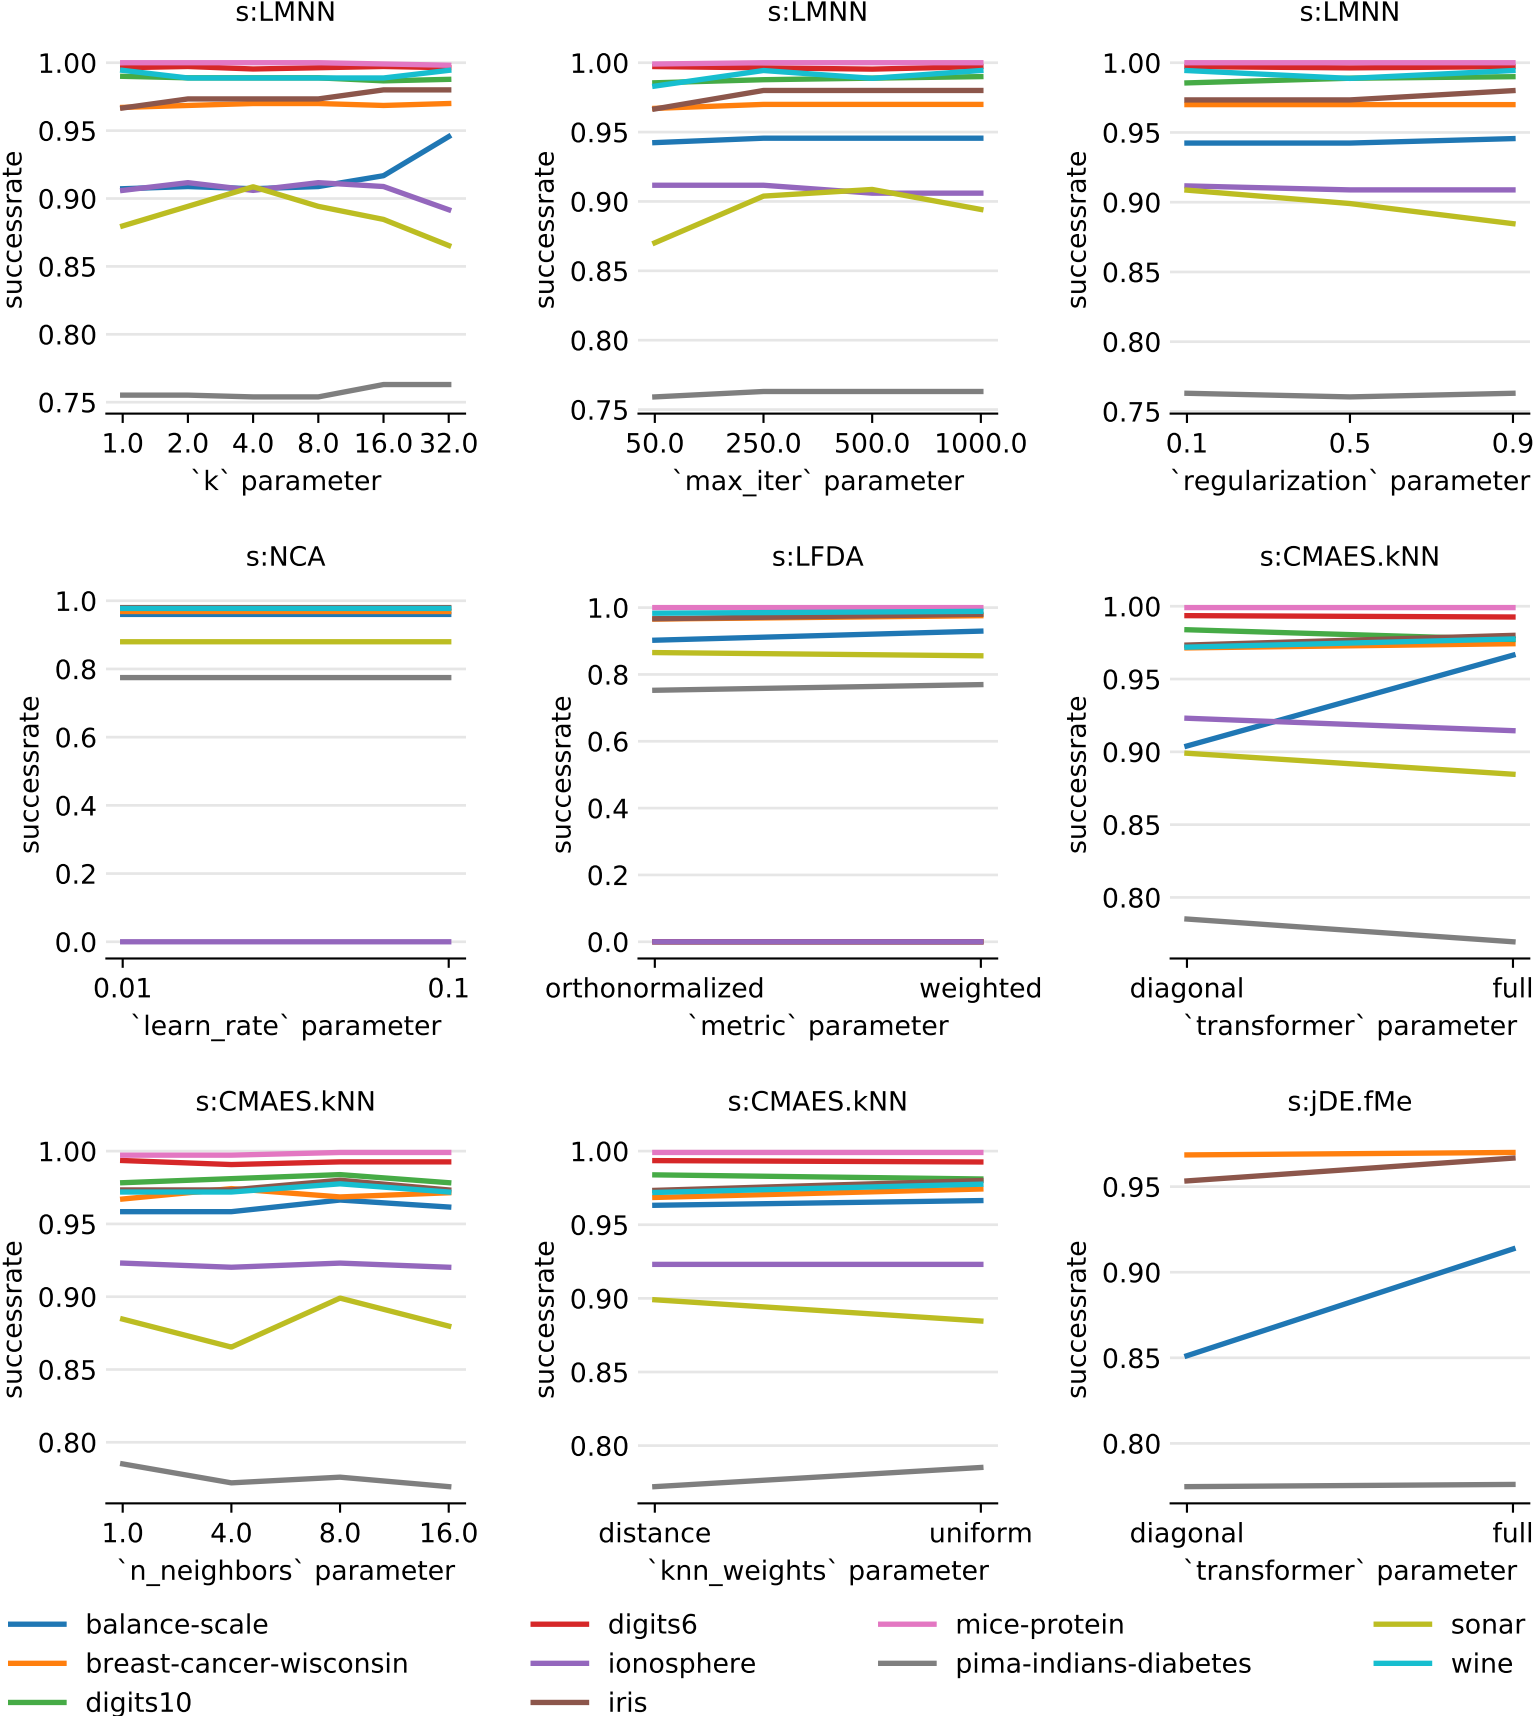 s:LMNN
successrate
1.00
0.95
0.90
0.85
0.80
0.75
1.0 2.0 4.0 8.0 16.0 32.0
`k` parameter
s:LMNN
successrate
1.00
0.95
0.90
0.85
0.80
0.75
50.0 250.0 500.0 1000.0
`max_iter` parameter
s:LMNN
successrate
1.00
0.95
0.90
0.85
0.80
0.75
0.1 0.5 0.9
`regularization` parameter
s:NCA
successrate
1.0
0.8
0.6
0.4
0.2
0.0
0.01 0.1
`learn_rate` parameter
s:LFDA
successrate
1.0
0.8
0.6
0.4
0.2
0.0
orthonormalized weighted
`metric` parameter
s:CMAES.kNN
successrate
1.00
0.95
0.90
0.85
0.80
diagonal full
`transformer` parameter
s:CMAES.kNN
successrate
1.00
0.95
0.90
0.85
0.80
1.0 4.0 8.0 16.0
`n_neighbors` parameter
s:CMAES.kNN
successrate
1.00
0.95
0.90
0.85
0.80
distance uniform
`knn_weights` parameter
s:jDE.fMe
successrate
0.95
0.90
0.85
0.80
diagonal full
`transformer` parameter
balance-scale
breast-cancer-wisconsin
digits10
digits6
ionosphere
iris
mice-protein
pima-indians-diabetes
sonar
wine